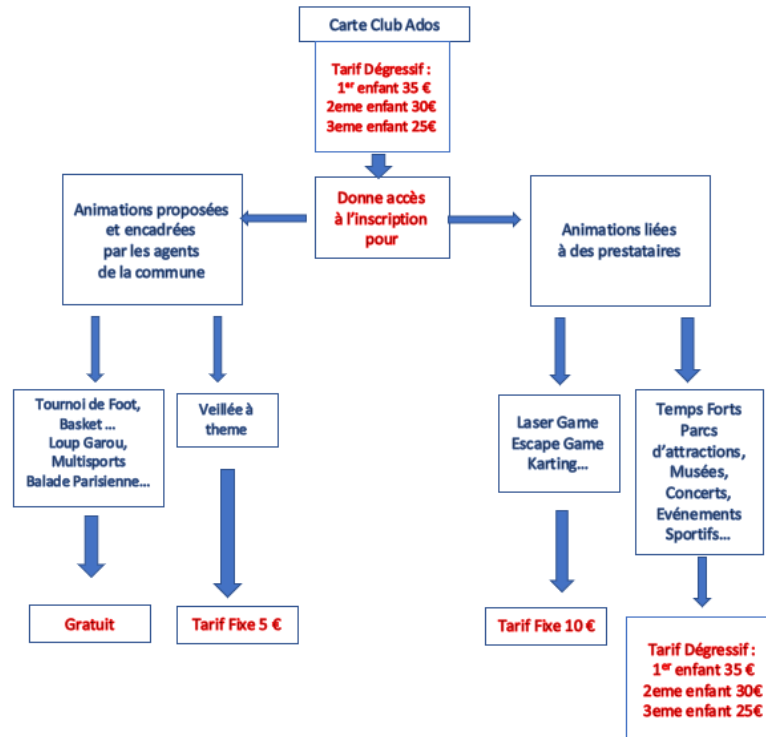 Carte Club Ados
Tarif Dégressif :
1er enfant 35 €
2eme enfant 30€
3eme enfant 25€
Donne accès
à l'inscription
pour
Animations proposées
et encadrées
par les agents
de la commune
Animations liées
à des prestataires
Tournoi de Foot,
Basket ...
Loup Garou,
Multisports
Balade Parisienne...
Veillée à
theme
Laser Game
Escape Game
Karting...
Temps Forts
Parcs
d'attractions,
Musées,
Concerts,
Evénements
Sportifs...
Gratuit
Tarif Fixe 5 €
Tarif Fixe 10 €
Tarif Dégressif :
1er enfant 35 €
2eme enfant 30€
3eme enfant 25€